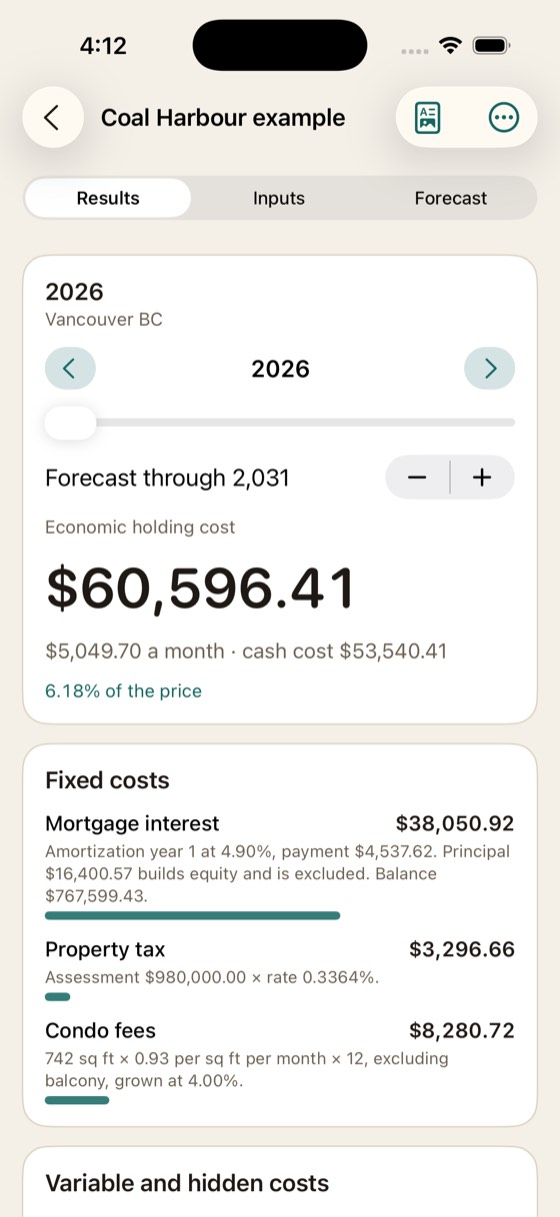 4:12
Coal Harbour example
Results
Inputs
Forecast
2026
Vancouver BC
2026
Forecast through 2,031
Economic holding cost
$60,596.41
$5,049.70 a month · cash cost $53,540.41
6.18% of the price
Fixed costs
Mortgage interest $38,050.92
Amortization year 1 at 4.90%, payment $4,537.62. Principal
$16,400.57 builds equity and is excluded. Balance
$767,599.43.
Property tax $3,296.66
Assessment $980,000.00 × rate 0.3364%.
Condo fees $8,280.72
742 sq ft × 0.93 per sq ft per month × 12, excluding
balcony, grown at 4.00%.
Variable and hidden costs